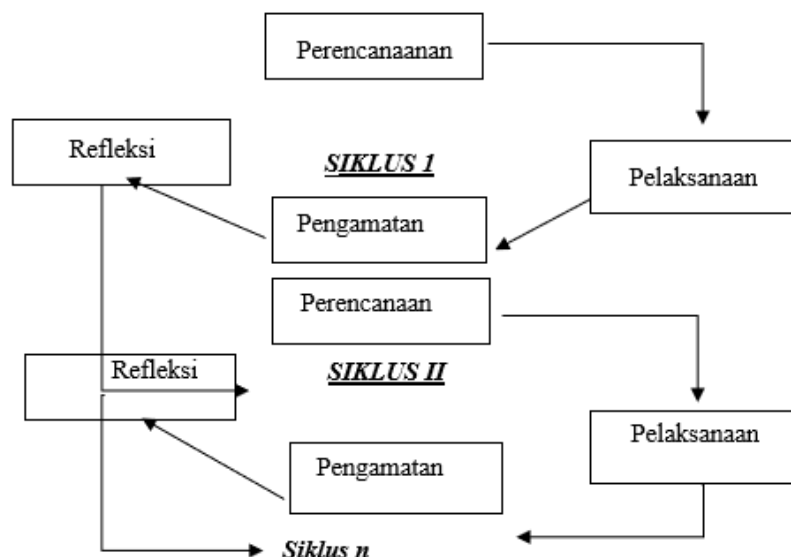 Perencanaanan
Refleksi
SIKLUS 1
Pelaksanaan
Pengamatan
Perencanaan
Refleksi
SIKLUS II
Pelaksanaan
Pengamatan
Siklus n